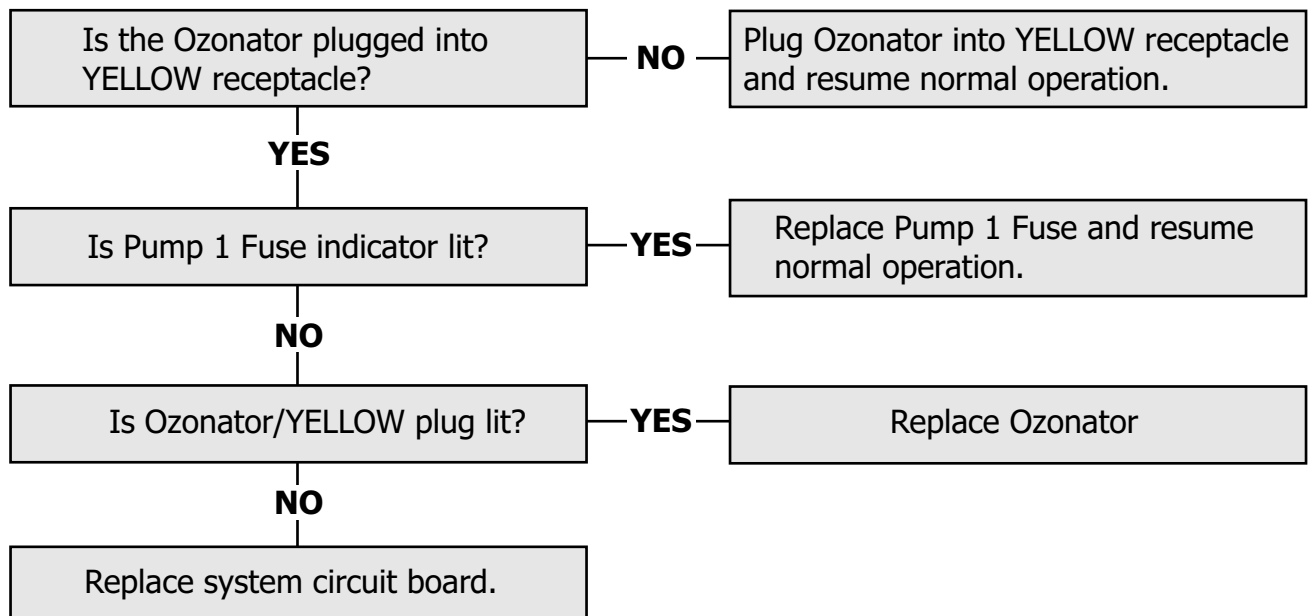 Is the Ozonator plugged into
YELLOW receptacle?
NO
Plug Ozonator into YELLOW receptacle
and resume normal operation.
YES
Is Pump 1 Fuse indicator lit?
YES
Replace Pump 1 Fuse and resume
normal operation.
NO
Is Ozonator/YELLOW plug lit?
YES
Replace Ozonator
NO
Replace system circuit board.